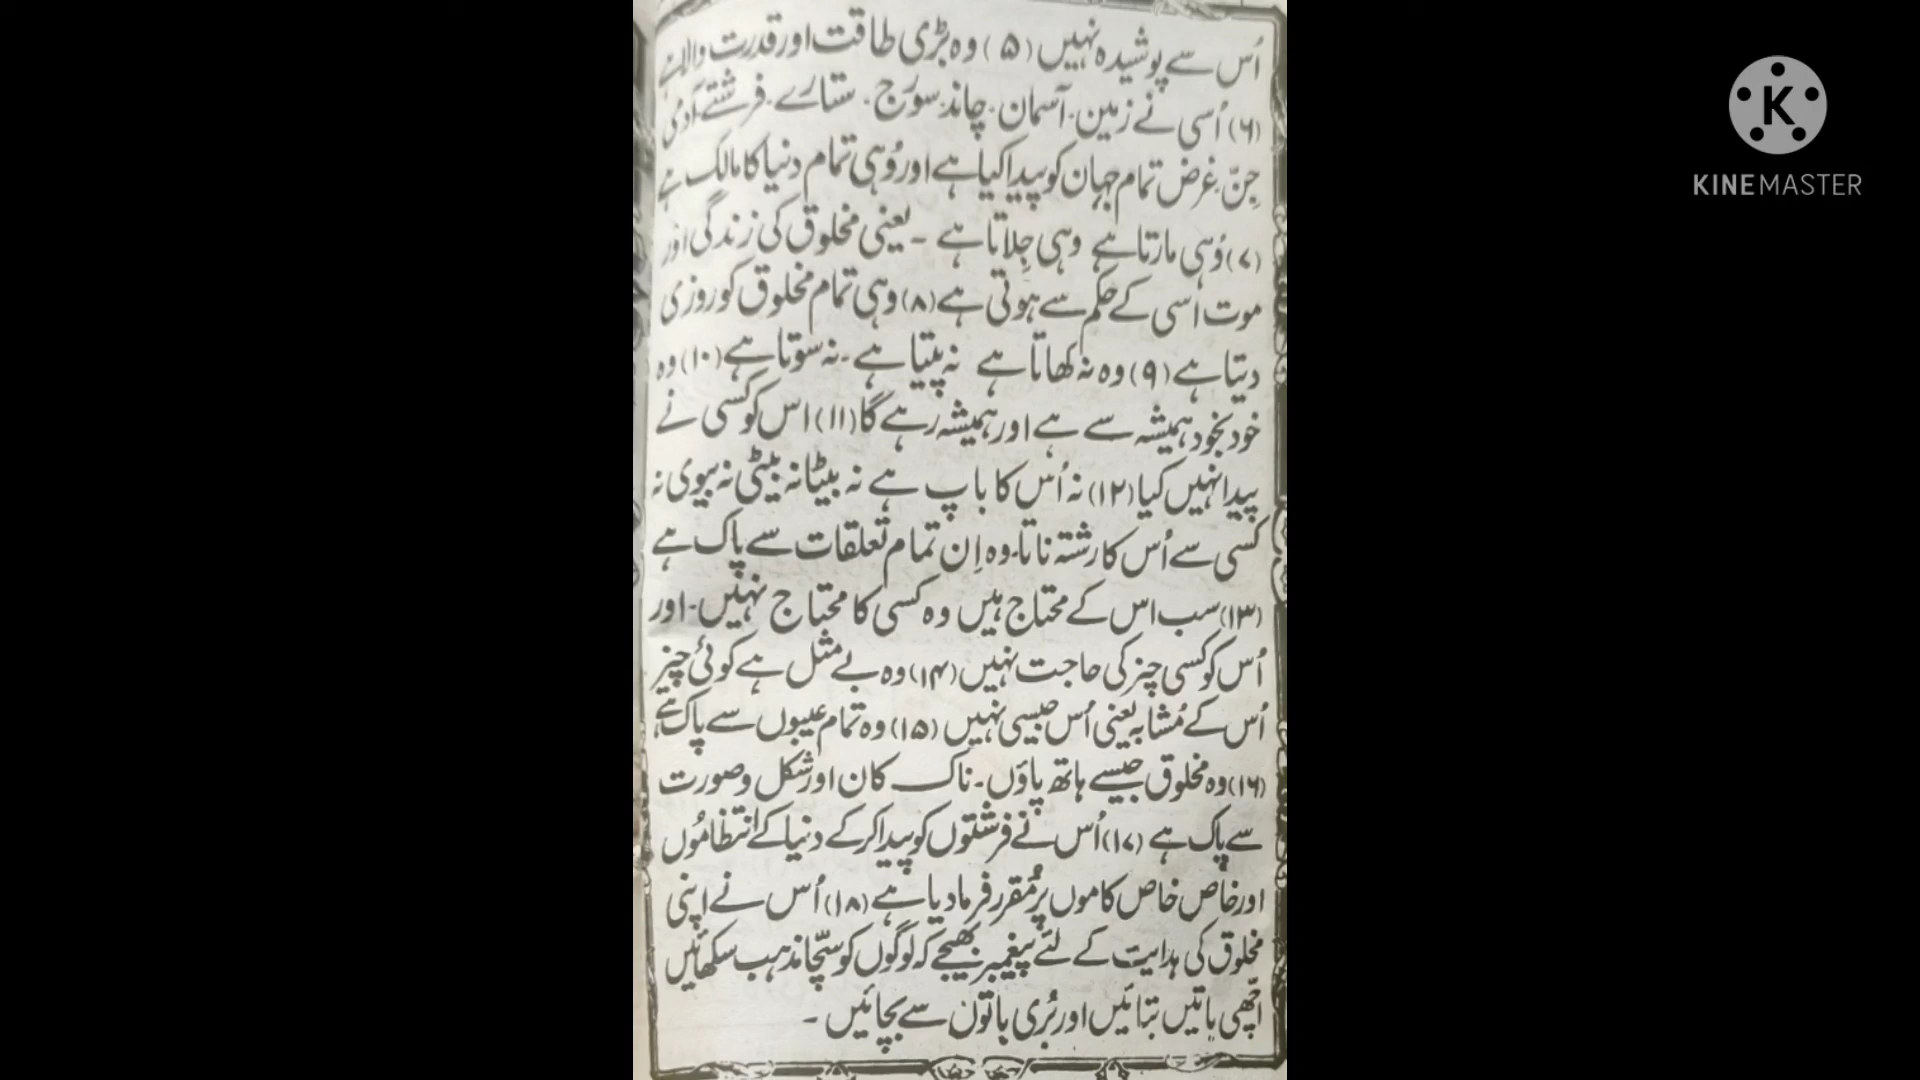 اُس سے پوشیدہ نہیں (۵) وہ بڑی طاقت اور قدرت والا ہے
(۶) اُسی نے زمین۔ آسمان۔ چاند۔ سورج۔ ستارے۔ فرشتے۔ آدمی
جِنّ۔ غرض تمام جہان کو پیدا کیا ہے اور وُہی تمام دنیا کا مالک ہے
(۷) وُہی مارتا ہے وہی جِلاتا ہے ۔ یعنی مخلوق کی زندگی اور
موت اُسی کے حکم سے ہوتی ہے (۸) وہی تمام مخلوق کو روزی
دیتا ہے (۹) وہ نہ کھاتا ہے نہ پیتا ہے۔ نہ سوتا ہے (۱۰) وہ
خود بخود ہمیشہ سے ہے اور ہمیشہ رہے گا (۱۱) اس کو کسی نے
پیدا نہیں کیا (۱۲) نہ اُس کا باپ ہے نہ بیٹا نہ بیٹی نہ بیوی نہ
کسی سے اُس کا رشتہ ناتا۔ وہ اِن تمام تعلقات سے پاک ہے
(۱۳) سب اس کے محتاج ہیں وہ کسی کا محتاج نہیں۔ اور
اُس کو کسی چیز کی حاجت نہیں (۱۴) وہ بے مثل ہے کوئی چیز
اُس کے مُشابہ یعنی اُس جیسی نہیں (۱۵) وہ تمام عیبوں سے پاک ہے
(۱۶) وہ مخلوق جیسے ہاتھ پاؤں۔ ناک کان اور شکل و صورت
سے پاک ہے (۱۷) اُس نے فرشتوں کو پیدا کر کے دنیا کے انتظاموں
اور خاص خاص کاموں پر مُقرر فرما دیا ہے (۱۸) اُس نے اپنی
مخلوق کی ہدایت کے لئے پیغمبر بھیجے کہ لوگوں کو سچّا مذہب سکھائیں
اچّھی باتیں بتائیں اور بُری باتوں سے بچائیں ۔
KINEMASTER